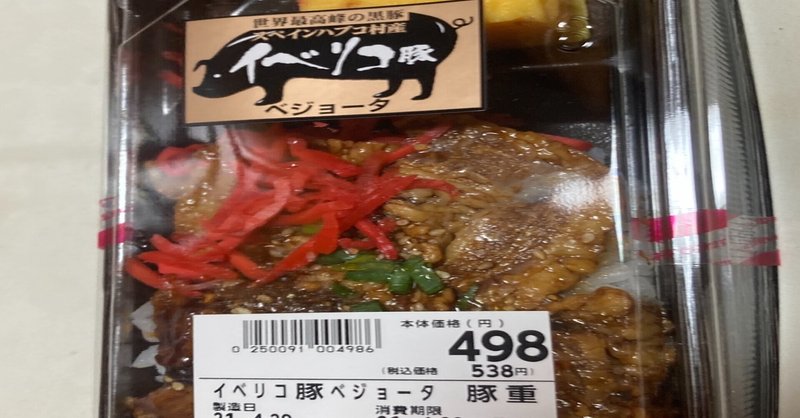 世界最高峰の黒豚
スペインハブコ村産
イベリコ豚
ベジョータ
本体価格(円)
498
0 250091 004986
(税込価格 538円)
イベリコ豚ベジョータ 豚重
製造日 消費期限